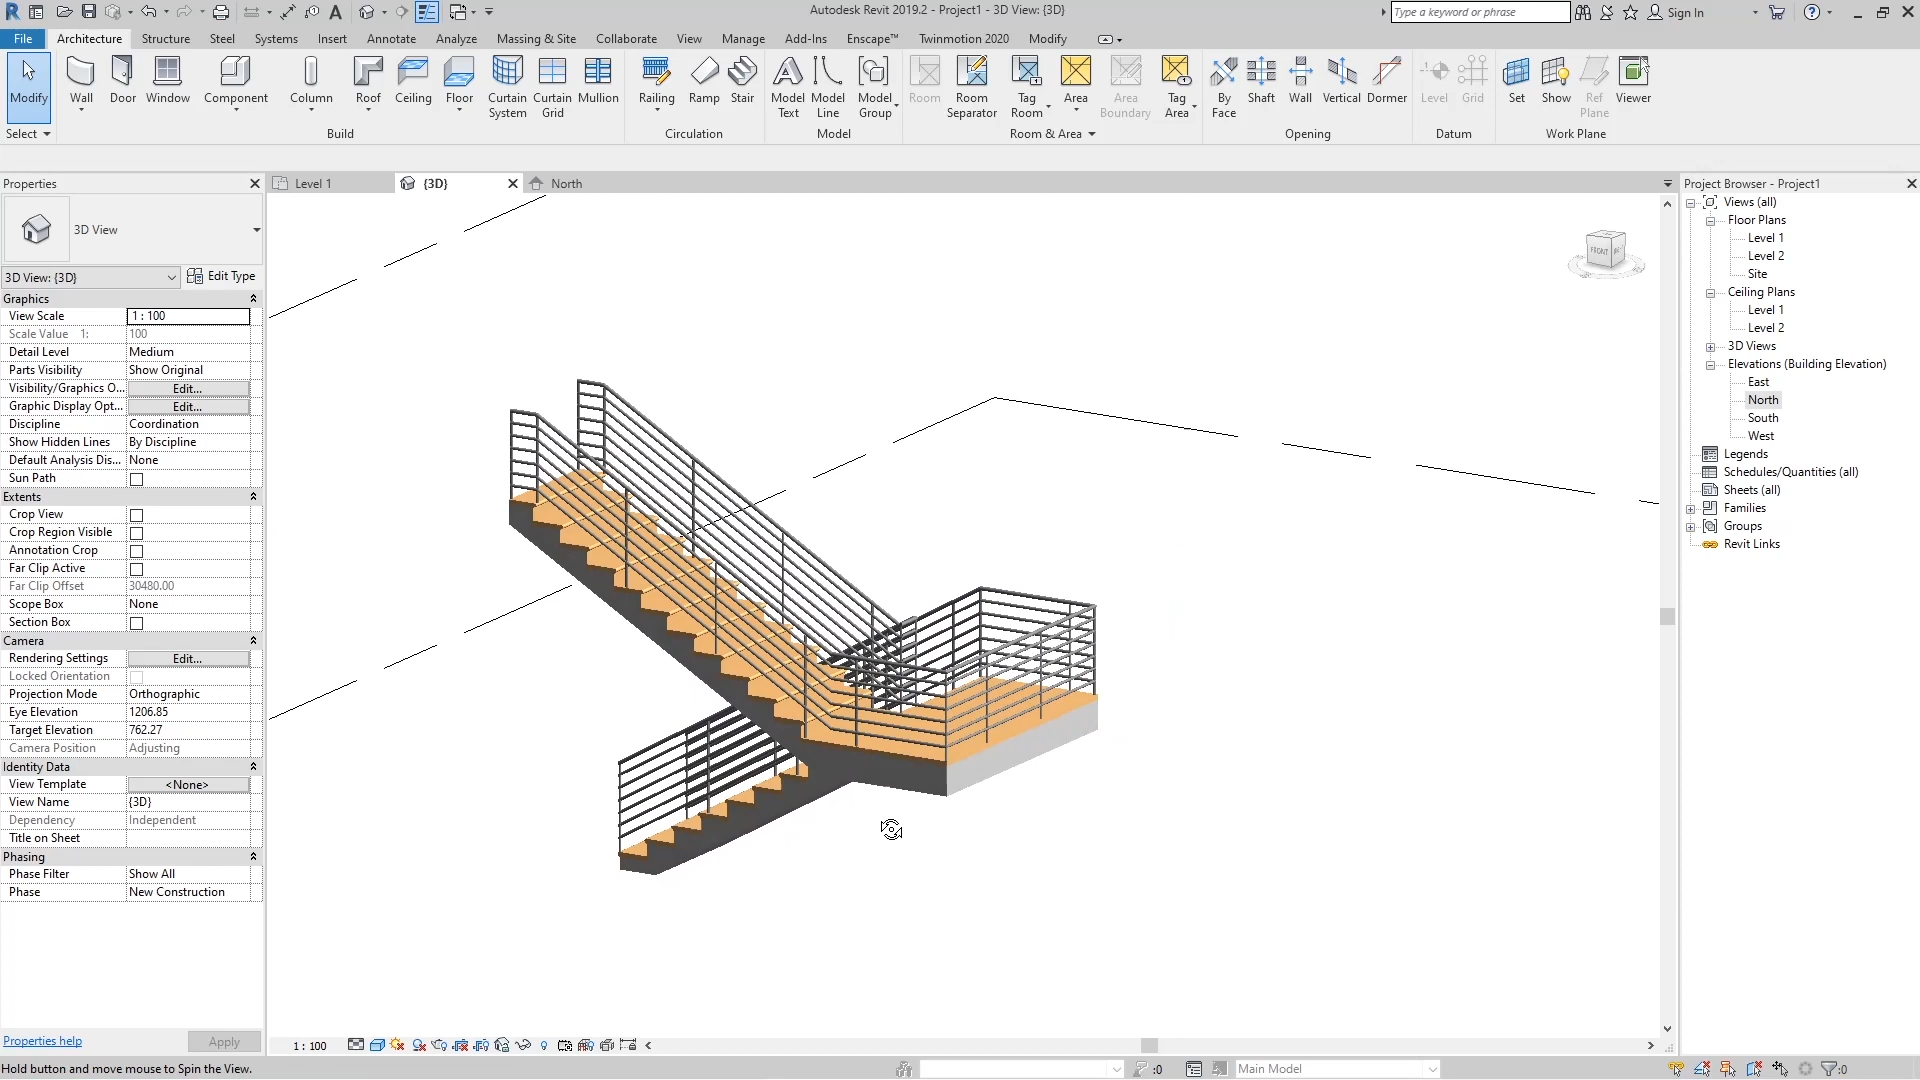 Autodesk Revit 2019.2 - Project1 - 3D View: {3D}
Type a keyword or phrase
Sign In
File Architecture Structure Steel Systems Insert Annotate Analyze Massing & Site Collaborate View Manage Add-Ins Enscape™ Twinmotion 2020 Modify
Modify Wall Door Window Component Column Roof Ceiling Floor Curtain System Curtain Grid Mullion Railing Ramp Stair Model Text Model Line Model Group Room Room Separator Tag Room Area Area Boundary Tag Area By Face Shaft Wall Vertical Dormer Level Grid Set Show Ref Plane Viewer
Select Build Circulation Model Room & Area Opening Datum Work Plane
Properties
Level 1
{3D}
North
Project Browser - Project1
3D View
3D View: {3D}
Edit Type
Graphics
View Scale 1 : 100
Scale Value 1: 100
Detail Level Medium
Parts Visibility Show Original
Visibility/Graphics O... Edit...
Graphic Display Opt... Edit...
Discipline Coordination
Show Hidden Lines By Discipline
Default Analysis Dis... None
Sun Path
Extents
Crop View
Crop Region Visible
Annotation Crop
Far Clip Active
Far Clip Offset 30480.00
Scope Box None
Section Box
Camera
Rendering Settings Edit...
Locked Orientation
Projection Mode Orthographic
Eye Elevation 1206.85
Target Elevation 762.27
Camera Position Adjusting
Identity Data
View Template <None>
View Name {3D}
Dependency Independent
Title on Sheet
Phasing
Phase Filter Show All
Phase New Construction
Properties help
Apply
FRONT
Views (all)
Floor Plans
Level 1
Level 2
Site
Ceiling Plans
Level 1
Level 2
3D Views
Elevations (Building Elevation)
East
North
South
West
Legends
Schedules/Quantities (all)
Sheets (all)
Families
Groups
Revit Links
1 : 100
Hold button and move mouse to Spin the View.
:0
Main Model
:0